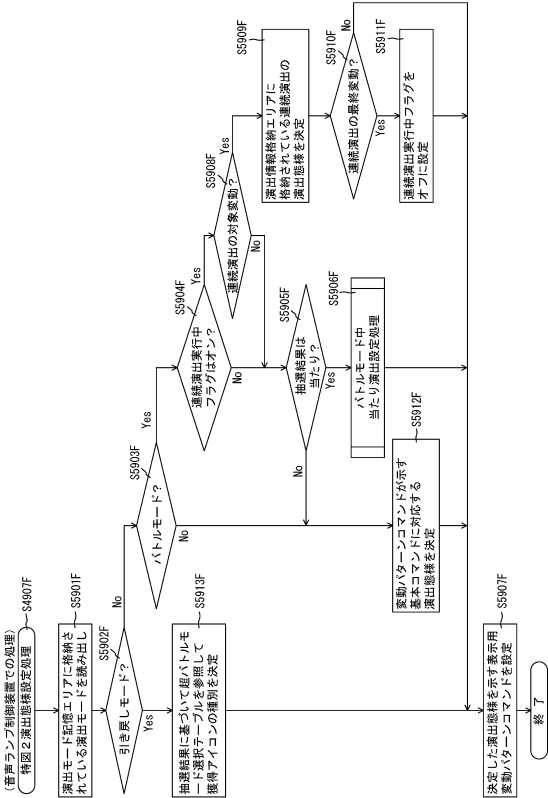 (音声ランプ制御装置での処理)
特図2演出態様設定処理
S4907F
S5901F
演出モード記憶エリアに格納さ
れている演出モードを読み出し
S5902F
引き戻しモード?
No
Yes
S5913F
抽選結果に基づいて超バトルモ
ード選択テーブルを参照して
獲得アイコンの種別を決定
S5903F
バトルモード?
Yes
No
S5904F
連続演出実行中
フラグはオン?
Yes
No
S5908F
連続演出の対象変動?
Yes
No
S5909F
演出情報格納エリアに
格納されている連続演出の
演出態様を決定
S5910F
連続演出の最終変動?
No
Yes
S5911F
連続演出実行中フラグを
オフに設定
S5905F
抽選結果は
当たり?
Yes
No
S5906F
バトルモード中
当たり演出設定処理
S5912F
変動パターンコマンドが示す
基本コマンドに対応する
演出態様を決定
S5907F
決定した演出態様を示す表示用
変動パターンコマンドを設定
終了